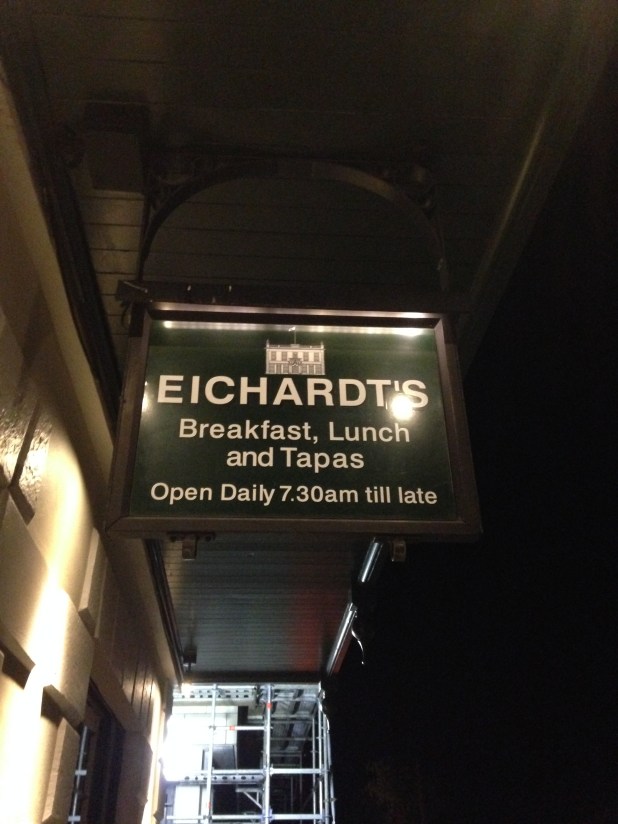 EICHARDT'S
Breakfast, Lunch
and Tapas
Open Daily 7.30am till late